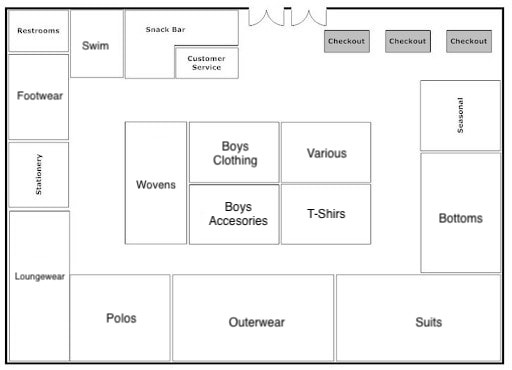 Restrooms
Swim
Snack Bar
Customer
Service
Checkout
Checkout
Checkout
Footwear
Seasonal
Stationery
Wovens
Boys
Clothing
Various
Boys
Accesories
T-Shirs
Bottoms
Loungewear
Polos
Outerwear
Suits